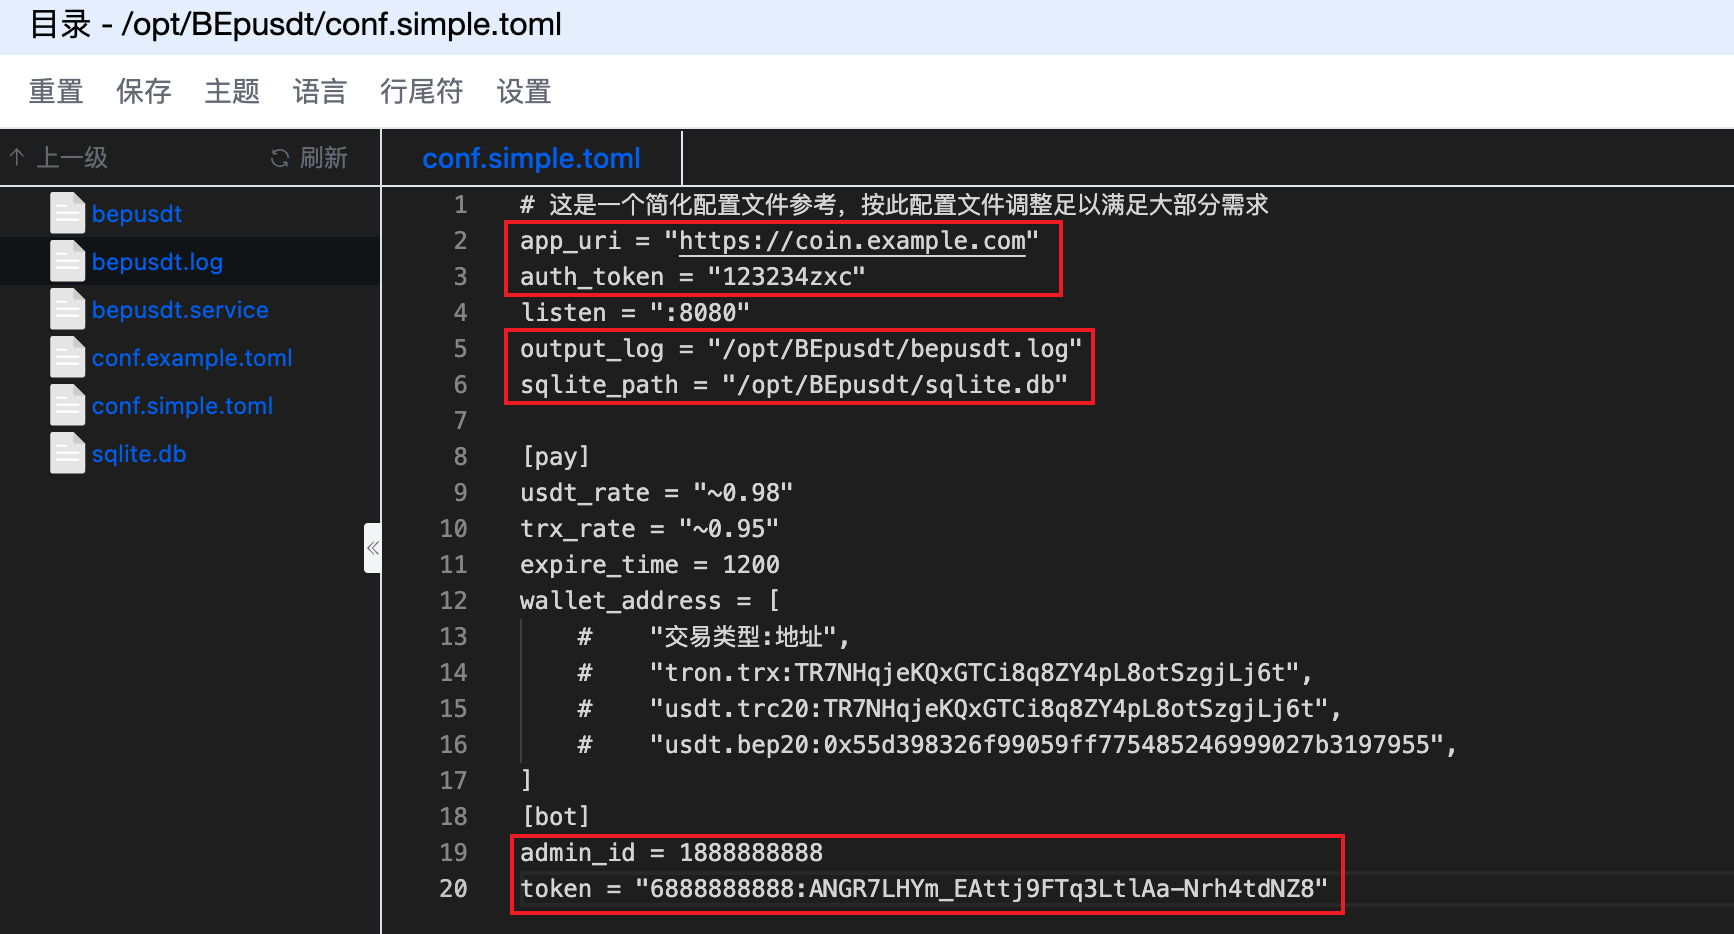 目录 - /opt/BEpusdt/conf.simple.toml
重置 保存 主题 语言 行尾符 设置
↑ 上一级 刷新
bepusdt
bepusdt.log
bepusdt.service
conf.example.toml
conf.simple.toml
sqlite.db
«
conf.simple.toml
1 # 这是一个简化配置文件参考，按此配置文件调整足以满足大部分需求
2 app_uri = "https://coin.example.com"
3 auth_token = "123234zxc"
4 listen = ":8080"
5 output_log = "/opt/BEpusdt/bepusdt.log"
6 sqlite_path = "/opt/BEpusdt/sqlite.db"
7
8 [pay]
9 usdt_rate = "~0.98"
10 trx_rate = "~0.95"
11 expire_time = 1200
12 wallet_address = [
13 # "交易类型:地址",
14 # "tron.trx:TR7NHqjeKQxGTCi8q8ZY4pL8otSzgjLj6t",
15 # "usdt.trc20:TR7NHqjeKQxGTCi8q8ZY4pL8otSzgjLj6t",
16 # "usdt.bep20:0x55d398326f99059ff775485246999027b3197955",
17 ]
18 [bot]
19 admin_id = 1888888888
20 token = "6888888888:ANGR7LHYm_EAttj9FTq3LtlAa-Nrh4tdNZ8"